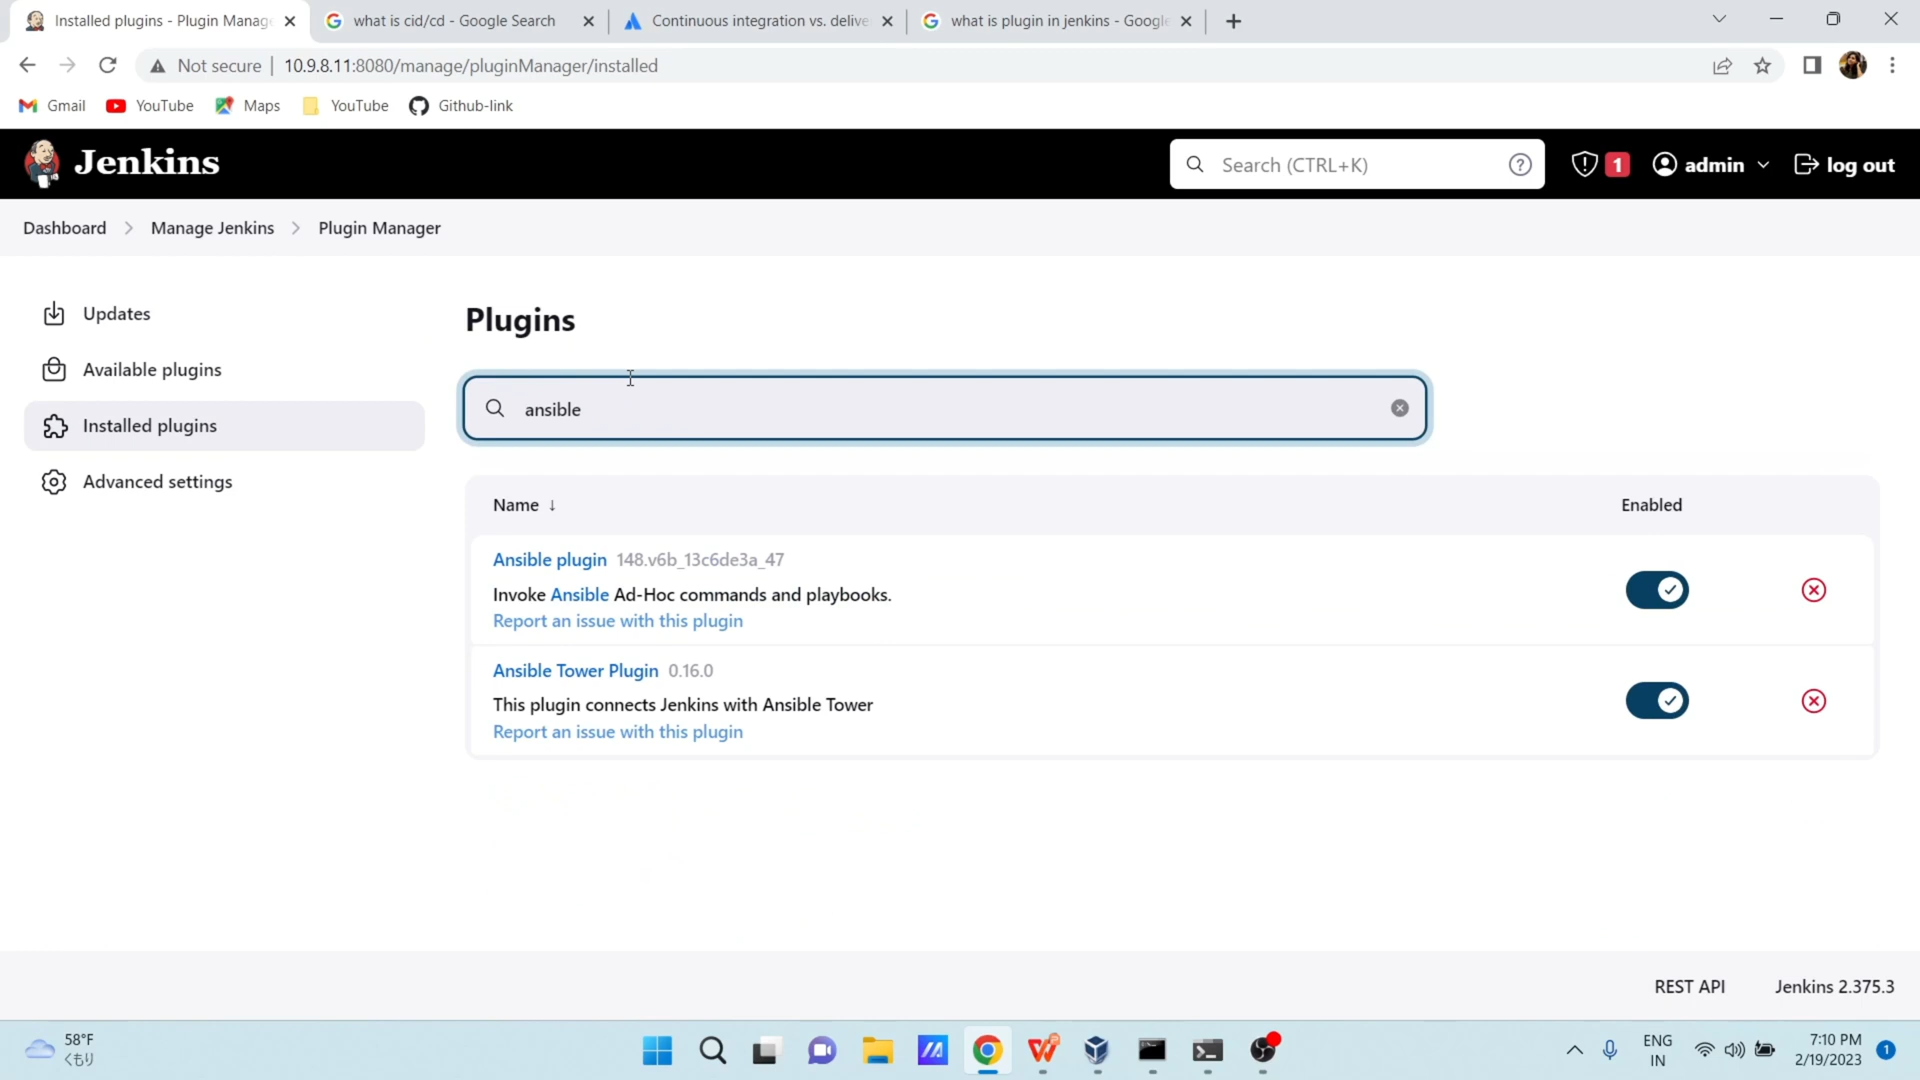 Installed plugins - Plugin Manage
what is cid/cd - Google Search
Continuous integration vs. delive
what is plugin in jenkins - Google
Not secure
10.9.8.11:8080/manage/pluginManager/installed
Gmail
YouTube
Maps
YouTube
Github-link
Jenkins
Search (CTRL+K)
1
admin
log out
Dashboard
Manage Jenkins
Plugin Manager
Updates
Available plugins
Installed plugins
Advanced settings
Plugins
ansible
Name ↓
Enabled
Ansible plugin 148.v6b_13c6de3a_47
Invoke Ansible Ad-Hoc commands and playbooks.
Report an issue with this plugin
Ansible Tower Plugin 0.16.0
This plugin connects Jenkins with Ansible Tower
Report an issue with this plugin
REST API
Jenkins 2.375.3
58°F
くもり
ENG
IN
7:10 PM
2/19/2023
1